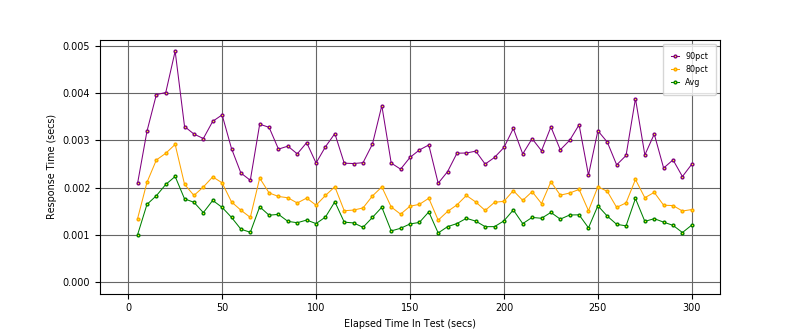 0.005
0.004
0.003
0.002
0.001
0.000
Response Time (secs)
90pct
80pct
Avg
0 50 100 150 200 250 300
Elapsed Time In Test (secs)